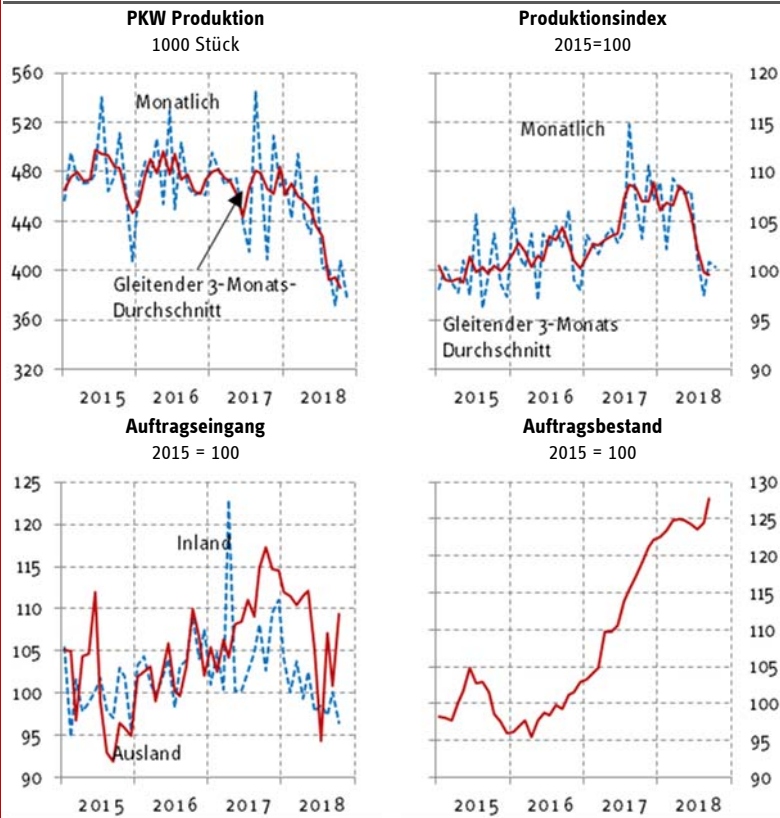 PKW Produktion
1000 Stück
560
520
480
440
400
360
320
Monatlich
Gleitender 3-Monats-
Durchschnitt
2015 2016 2017 2018
Produktionsindex
2015=100
120
115
110
105
100
95
90
Monatlich
Gleitender 3-Monats
Durchschnitt
2015 2016 2017 2018
Auftragseingang
2015 = 100
125
120
115
110
105
100
95
90
Inland
Ausland
2015 2016 2017 2018
Auftragsbestand
2015 = 100
130
125
120
115
110
105
100
95
90
2015 2016 2017 2018